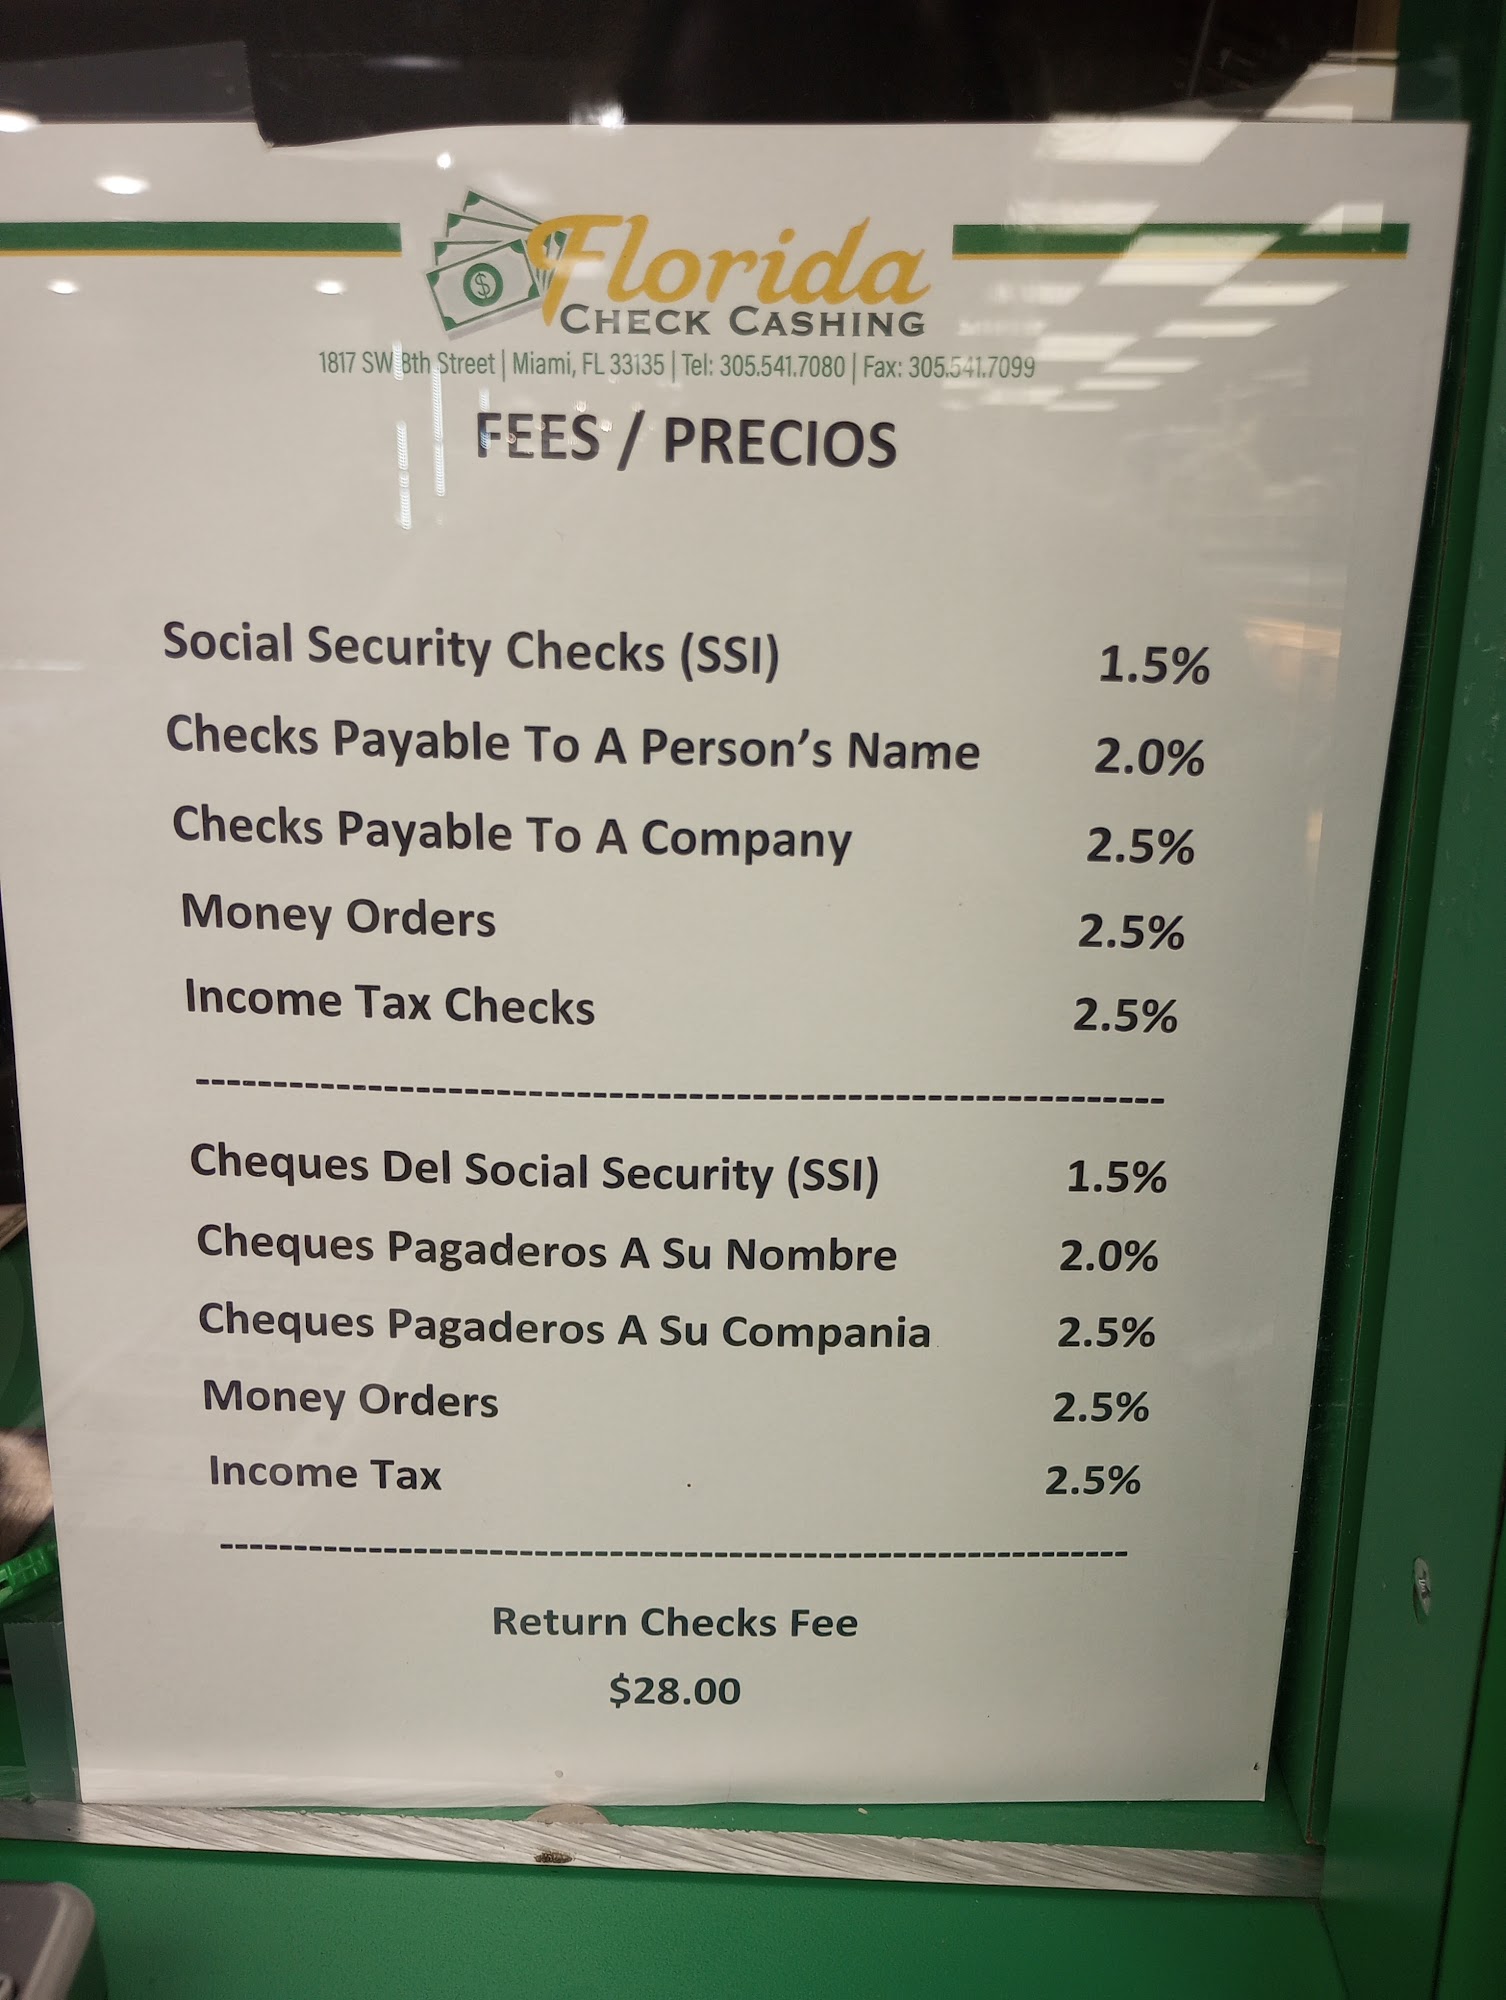 Florida
CHECK CASHING
1817 SW 8th Street | Miami, FL 33135 | Tel: 305.541.7080 | Fax: 305.541.7099
FEES / PRECIOS
Social Security Checks (SSI) 1.5%
Checks Payable To A Person's Name 2.0%
Checks Payable To A Company 2.5%
Money Orders 2.5%
Income Tax Checks 2.5%
Cheques Del Social Security (SSI) 1.5%
Cheques Pagaderos A Su Nombre 2.0%
Cheques Pagaderos A Su Compania 2.5%
Money Orders 2.5%
Income Tax 2.5%
Return Checks Fee
$28.00